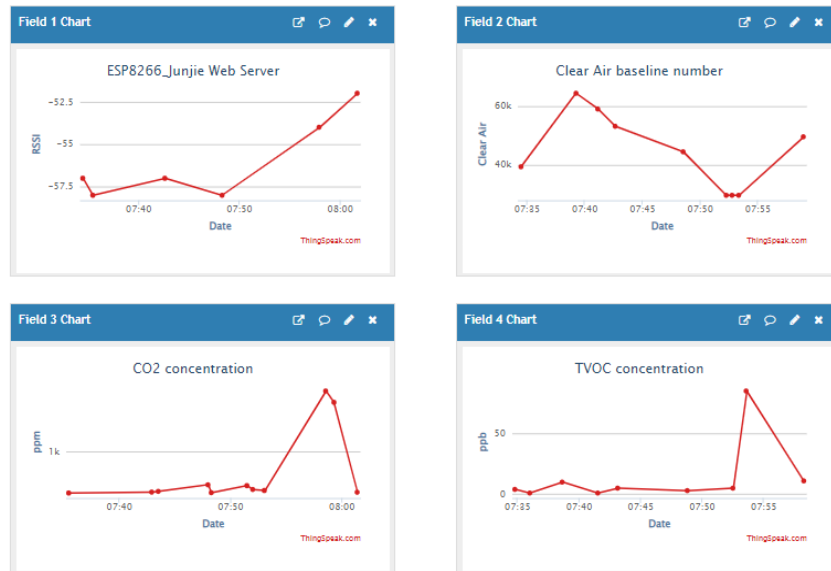 Field 1 Chart
ESP8266_Junjie Web Server
RSSI
-52.5
-55
-57.5
07:40 07:50 08:00
Date
ThingSpeak.com
Field 2 Chart
Clear Air baseline number
Clear Air
60k
40k
07:35 07:40 07:45 07:50 07:55
Date
ThingSpeak.com
Field 3 Chart
CO2 concentration
ppm
1k
07:40 07:50 08:00
Date
ThingSpeak.com
Field 4 Chart
TVOC concentration
ppb
50
0
07:35 07:40 07:45 07:50 07:55
Date
ThingSpeak.com